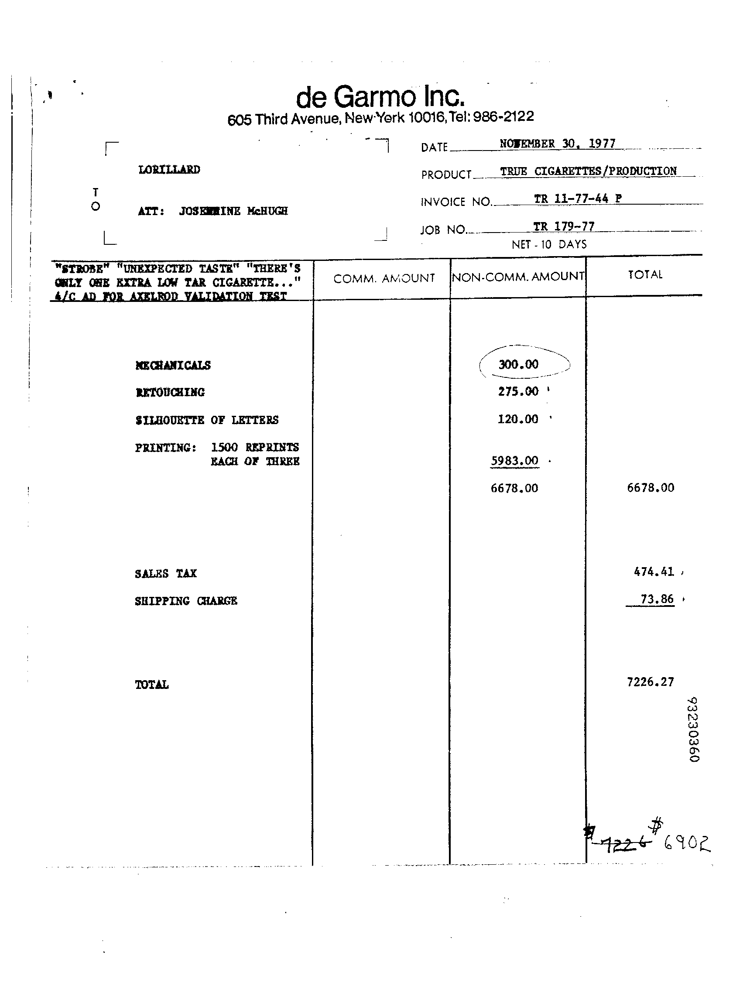 de Garmo Inc.
605 Third Avenue, New York 10016, Tel: 986-2122
DATE NOVEMBER 30, 1977
LORILLARD
PRODUCT TRUE CIGARETTES/PRODUCTION
TO
INVOICE NO. TR 11-77-44 P
ATT: JOSEPHINE McHUGH
JOB NO. TR 179-77
NET - 10 DAYS
"STROBE" "UNEXPECTED TASTE" "THERE'S
ONLY ONE EXTRA LOW TAR CIGARETTE..."
4/C AD FOR AXELROD VALIDATION TEST
COMM. AMOUNT NON-COMM. AMOUNT TOTAL
MECHANICALS 300.00
RETOUCHING 275.00
SILHOUETTE OF LETTERS 120.00
PRINTING: 1500 REPRINTS
EACH OF THREE 5983.00
6678.00 6678.00
SALES TAX 474.41
SHIPPING CHARGE 73.86
TOTAL 7226.27
93230360
$ 7226 $ 6902